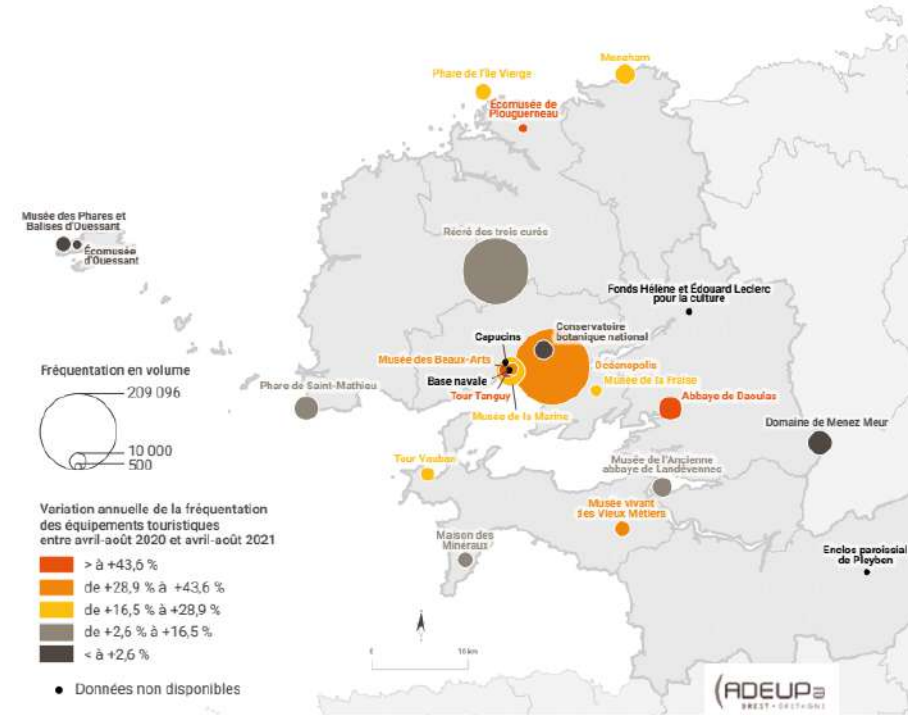 Meneham
Phare de l'île Vierge
Écomusée de
Plouguerneau
Musée des Phares et
Balises d'Ouessant
Écomusée
d'Ouessant
Récré des trois curés
Fonds Hélène et Édouard Leclerc
pour la culture
Capucins
Conservatoire
botanique national
Musée des Beaux-Arts
Océanopolis
Base navale
Musée de la Fraise
Tour Tanguy
Abbaye de Daoulas
Phare de Saint-Mathieu
Musée de la Marine
Domaine de Menez Meur
Fréquentation en volume
209 096
10 000
500
Tour Vauban
Musée de l'Ancienne
abbaye de Landévennec
Musée vivant
des Vieux Métiers
Maison des
Minéraux
Enclos paroissial
de Pleyben
Variation annuelle de la fréquentation
des équipements touristiques
entre avril-août 2020 et avril-août 2021
> à +43,6 %
de +28,9 % à +43,6 %
de +16,5 % à +28,9 %
de +2,6 % à +16,5 %
< à +2,6 %
Données non disponibles
0 10 km
ADEUPa
BREST • BRETAGNE